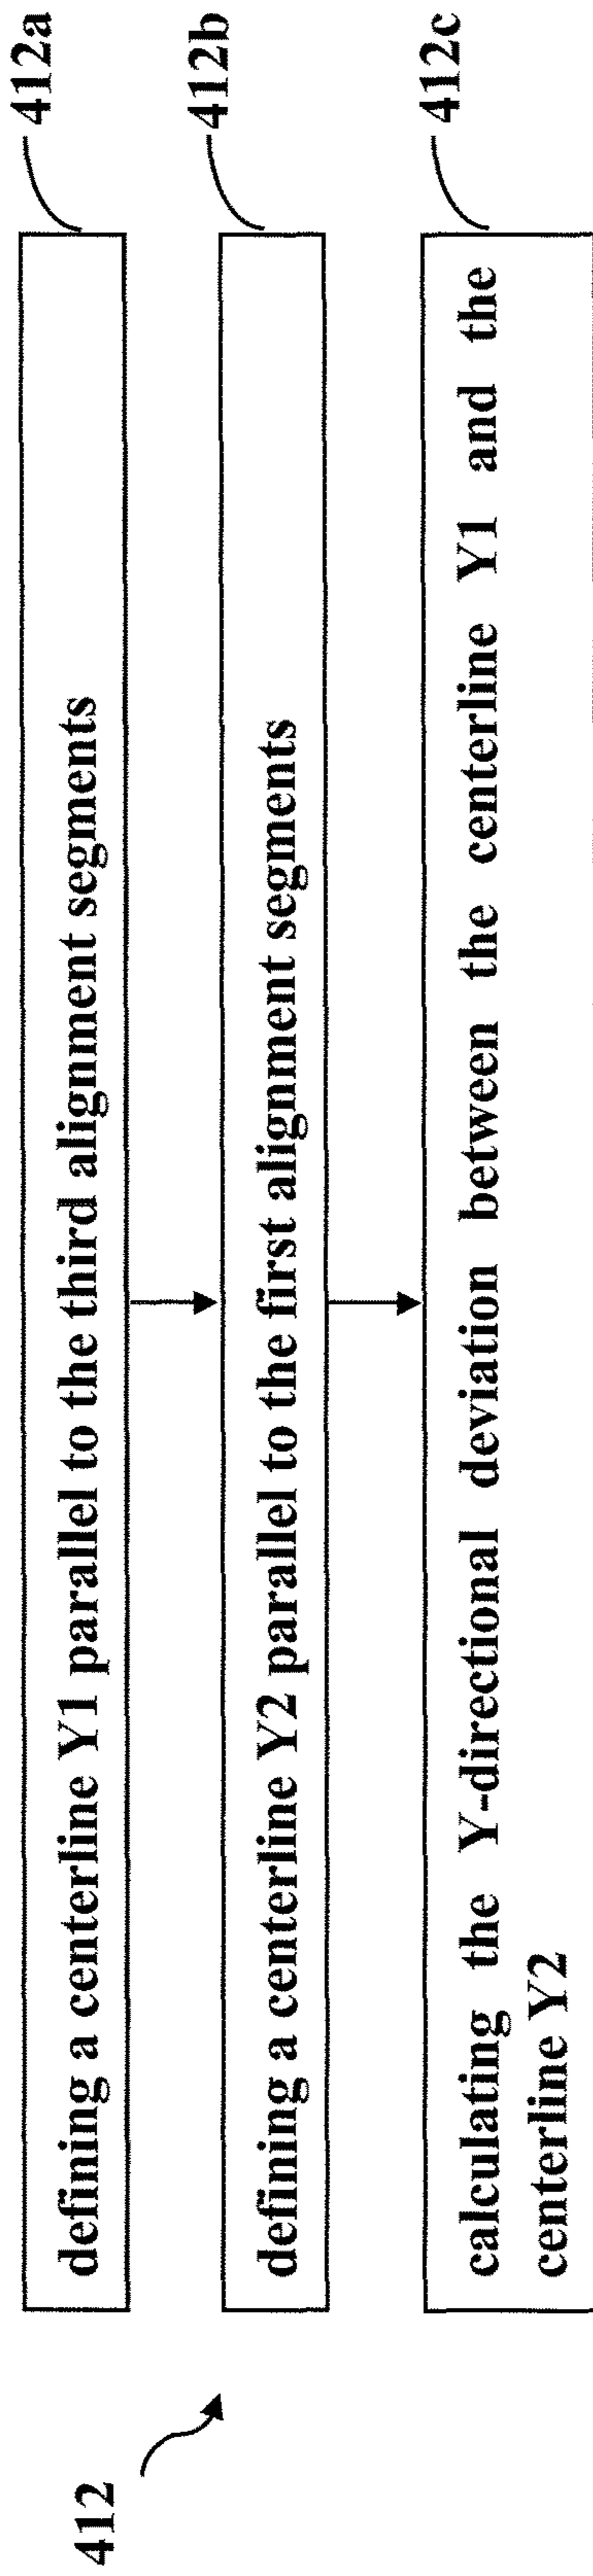 412
defining a centerline Y1 parallel to the third alignment segments
412a
defining a centerline Y2 parallel to the first alignment segments
412b
calculating the Y-directional deviation between the centerline Y1 and the
centerline Y2
412c